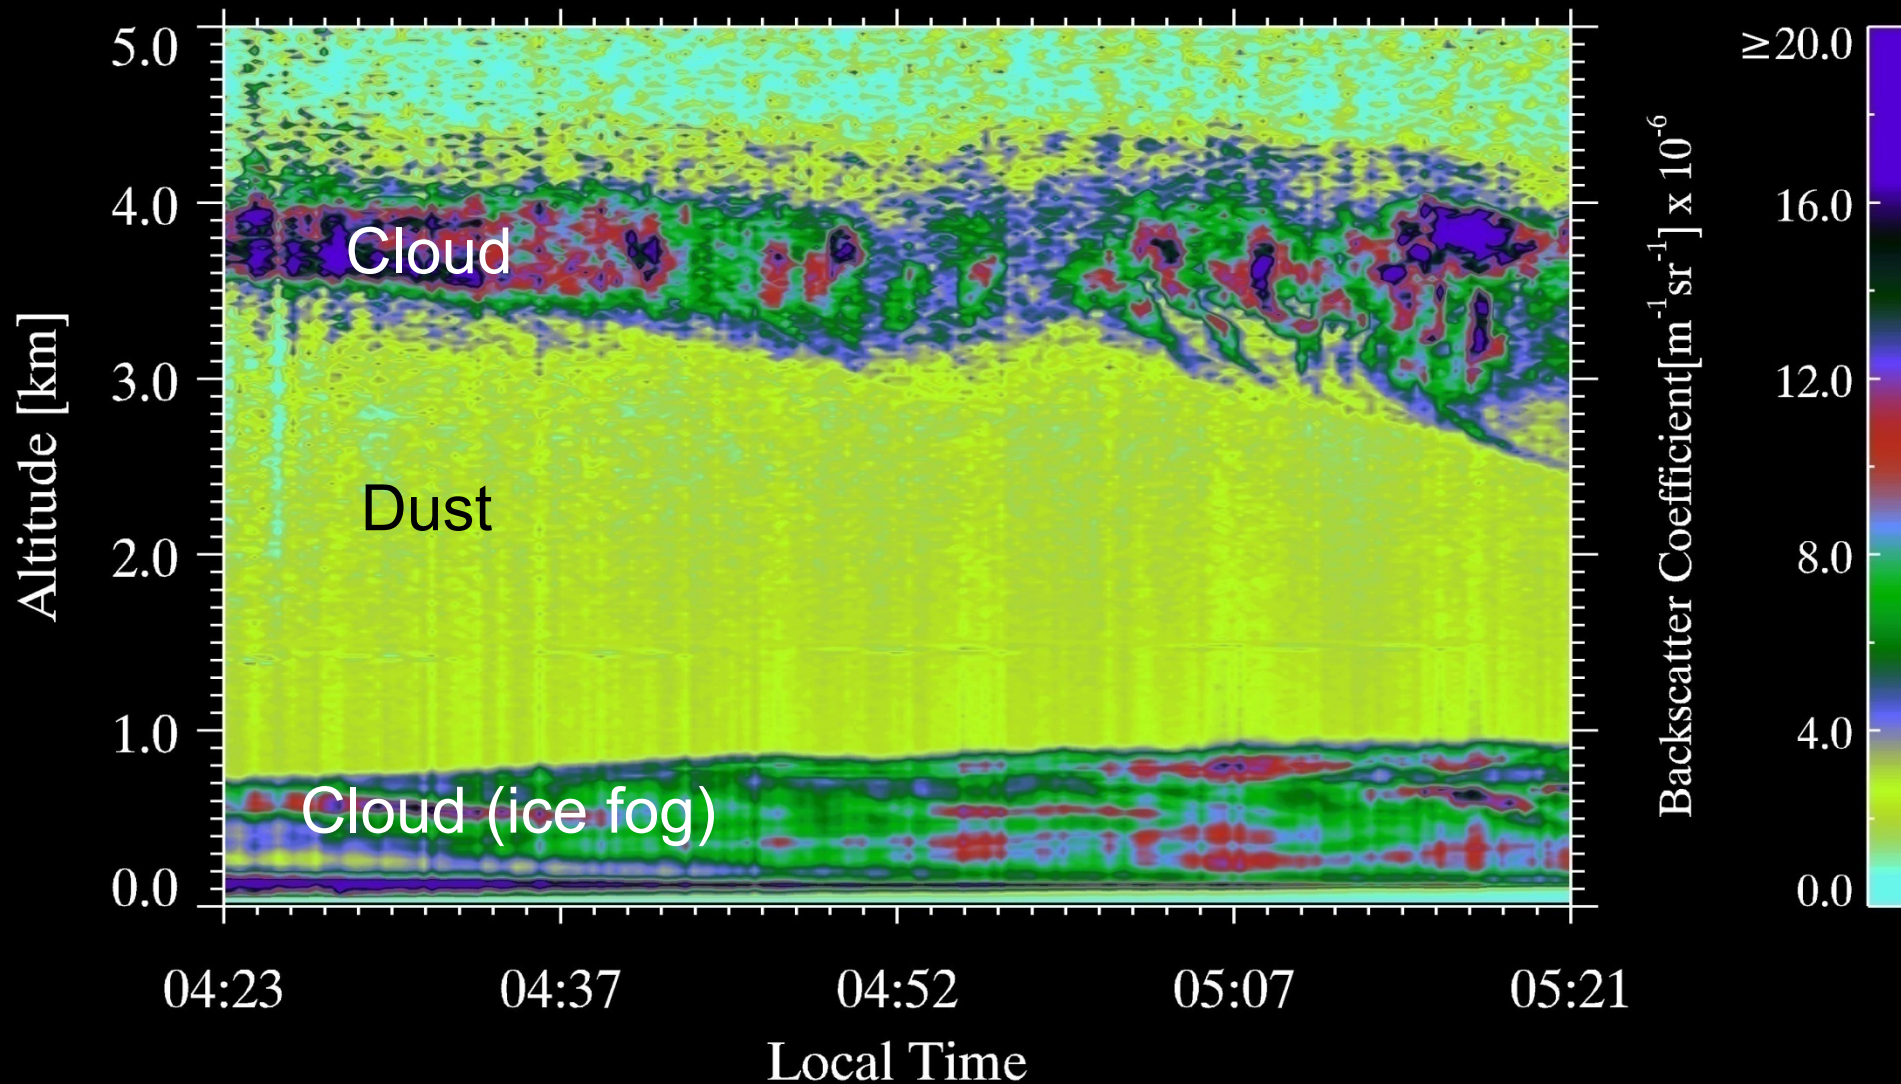 5.0
4.0
3.0
2.0
1.0
0.0
Altitude [km]
Cloud
Dust
Cloud (ice fog)
04:23 04:37 04:52 05:07 05:21
Local Time
Backscatter Coefficient[m⁻¹sr⁻¹] x 10⁻⁶
≥20.0
16.0
12.0
8.0
4.0
0.0